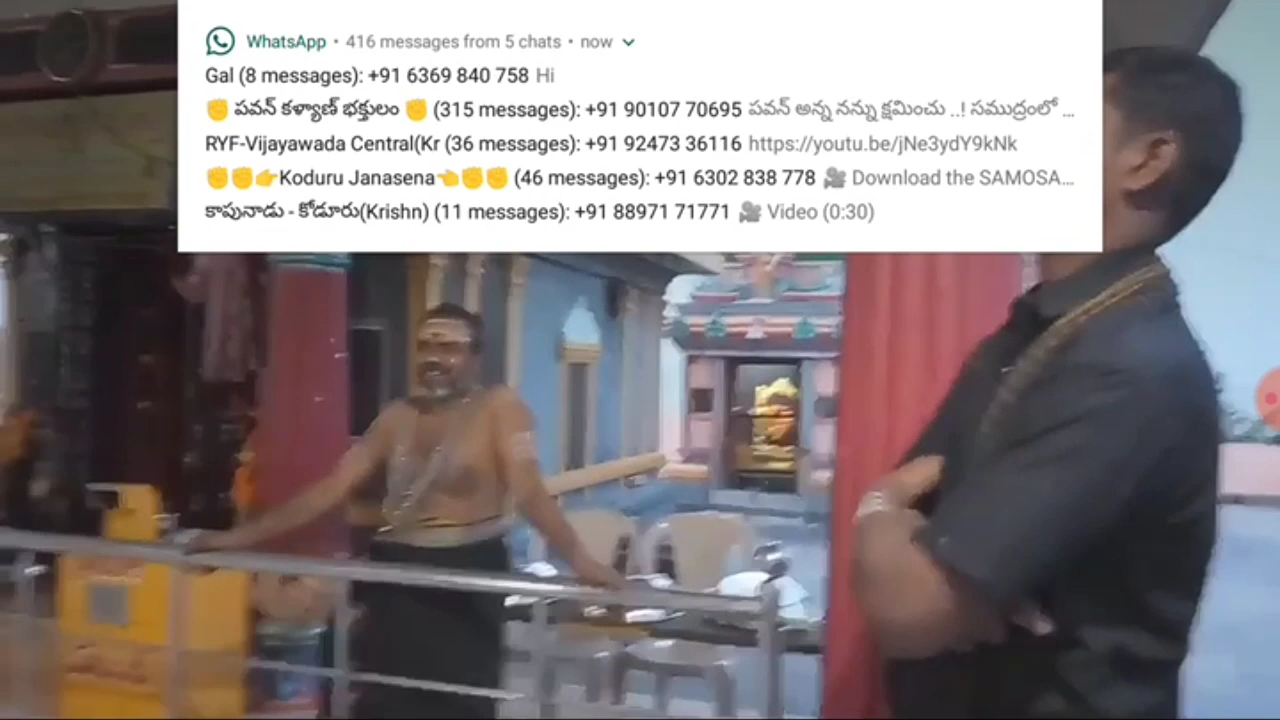 WhatsApp • 416 messages from 5 chats • now
Gal (8 messages): +91 6369 840 758 Hi
✊ పవన్ కళ్యాణ్ భక్తులం ✊ (315 messages): +91 90107 70695 పవన్ అన్న నన్ను క్షమించు ..! సముద్రంలో ...
RYF-Vijayawada Central(Kr (36 messages): +91 92473 36116 https://youtu.be/jNe3ydY9kNk
✊✊👉Koduru Janasena👈✊✊ (46 messages): +91 6302 838 778 🎥 Download the SAMOSA...
కాపునాడు - కోడూరు(Krishn) (11 messages): +91 88971 71771 🎥 Video (0:30)